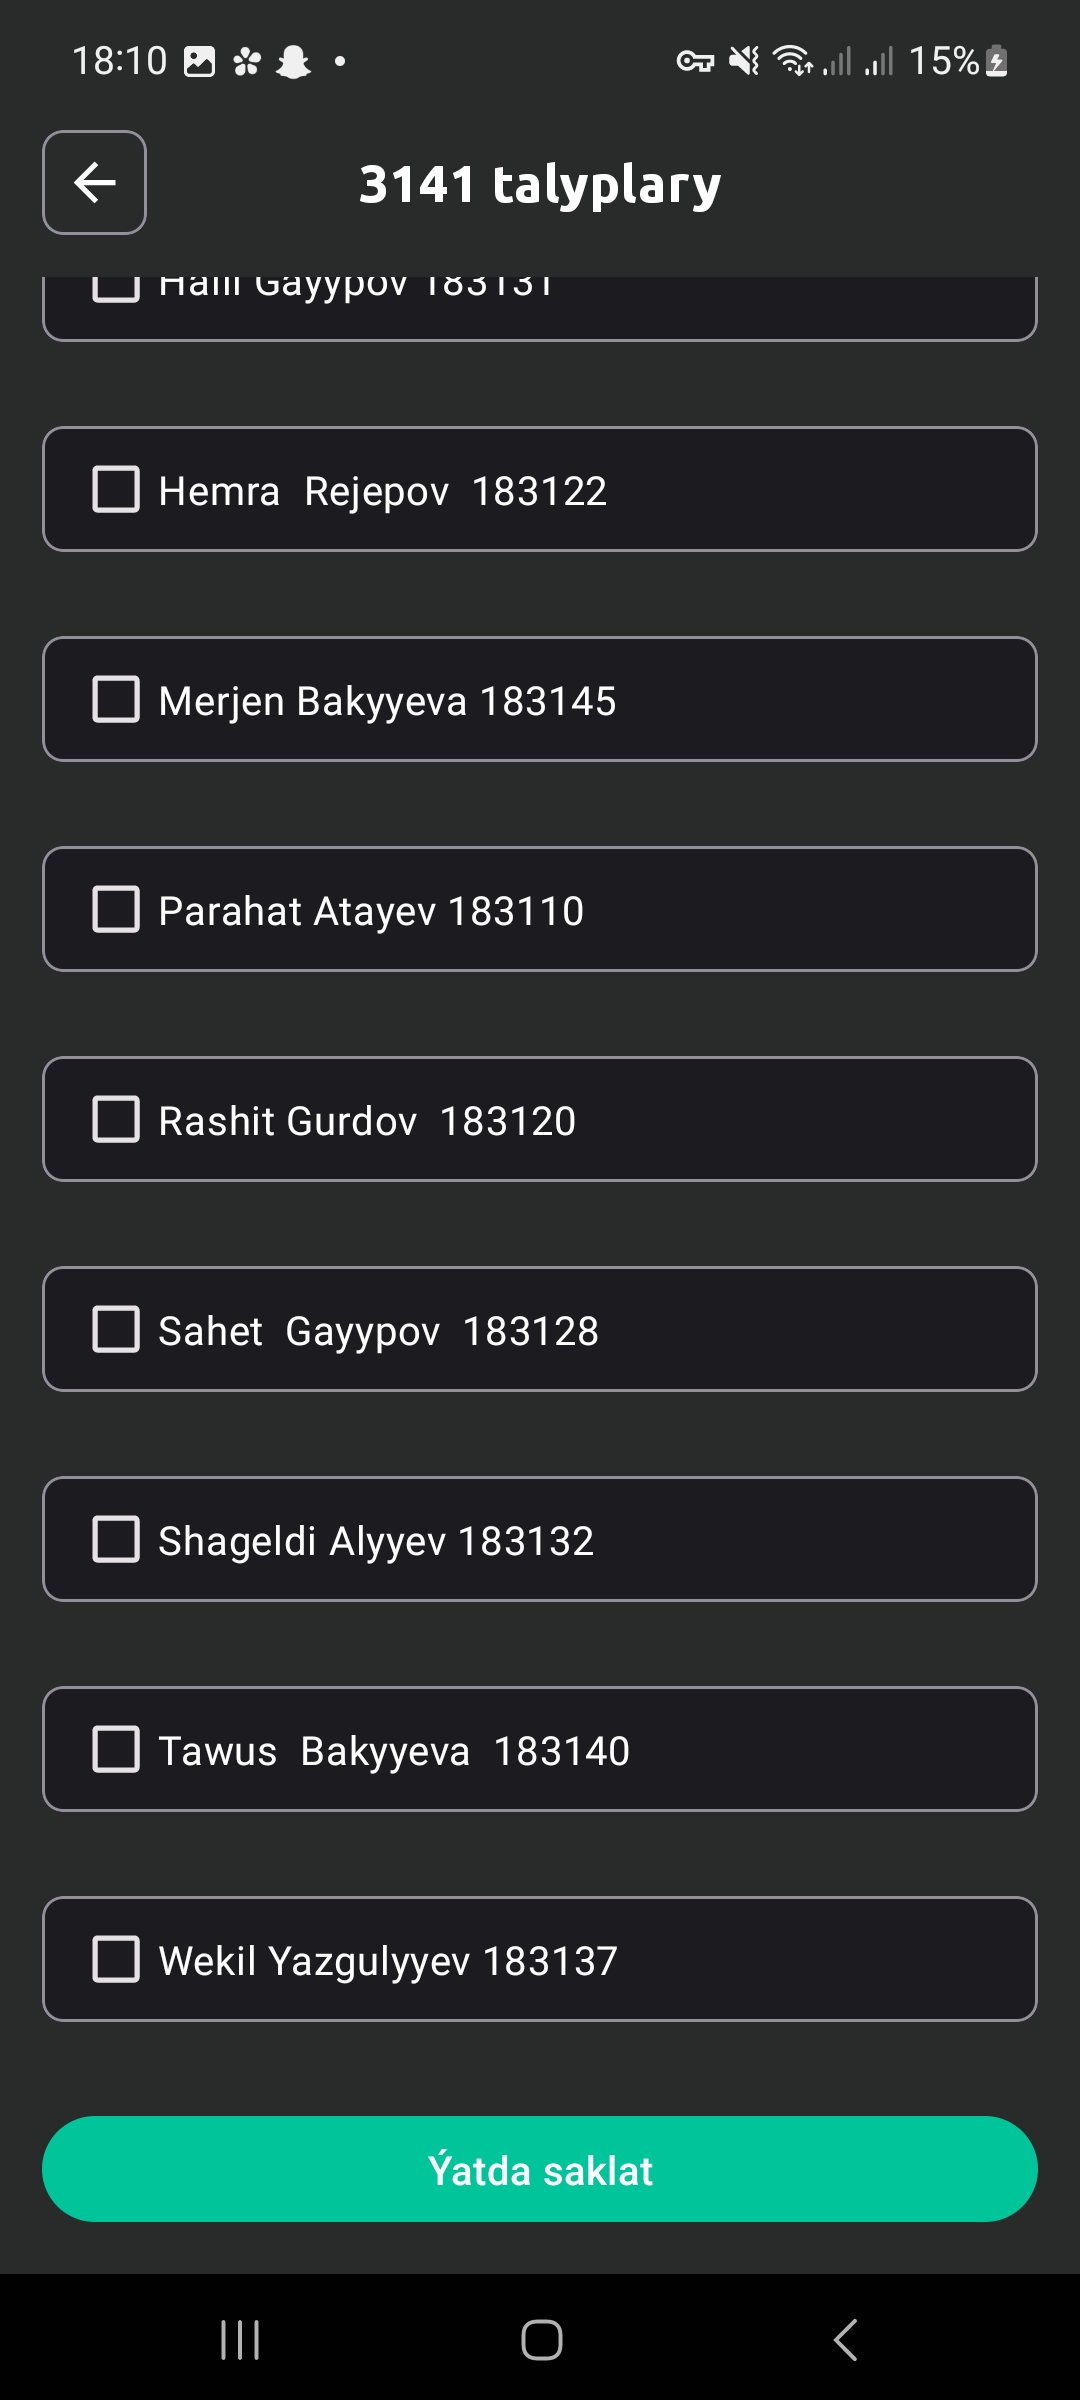 18:10
15%
3141 talyplary
Halil Gayypov 183131
Hemra Rejepov 183122
Merjen Bakyyeva 183145
Parahat Atayev 183110
Rashit Gurdov 183120
Sahet Gayypov 183128
Shageldi Alyyev 183132
Tawus Bakyyeva 183140
Wekil Yazgulyyev 183137
Ýatda saklat